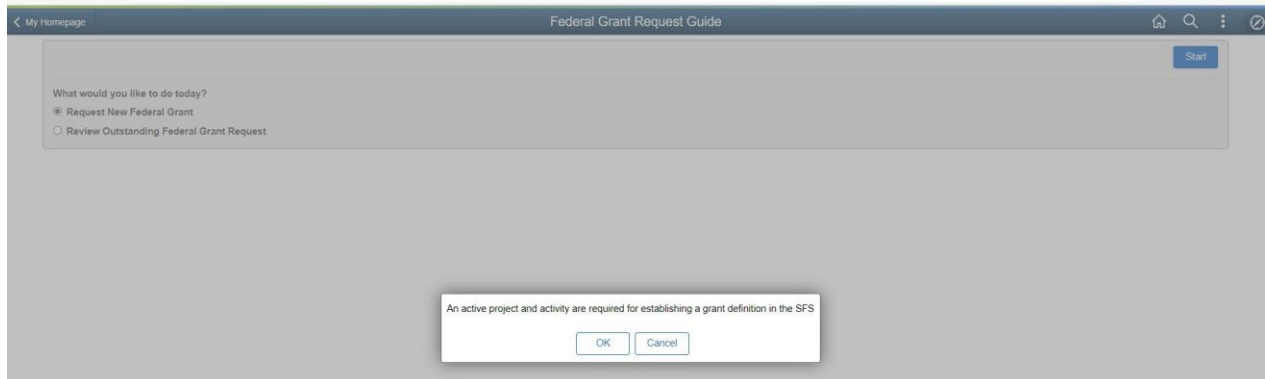 My Homepage
Federal Grant Request Guide
Start
What would you like to do today?
Request New Federal Grant
Review Outstanding Federal Grant Request
An active project and activity are required for establishing a grant definition in the SFS
OK
Cancel